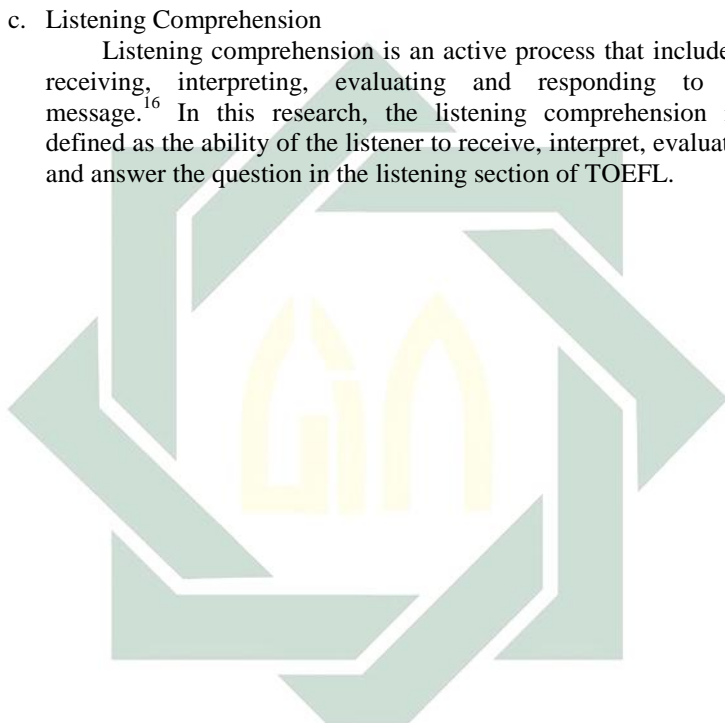 c. Listening Comprehension
Listening comprehension is an active process that include
receiving, interpreting, evaluating and responding to
message.16 In this research, the listening comprehension
defined as the ability of the listener to receive, interpret, evaluat
and answer the question in the listening section of TOEFL.